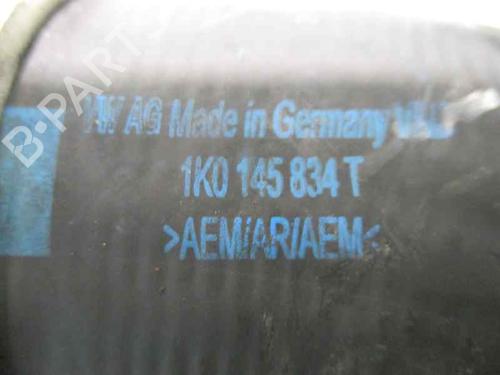 B-PARTS
VW AG Made in Germany
1K0 145 834 T
>AEM/AR/AEM<